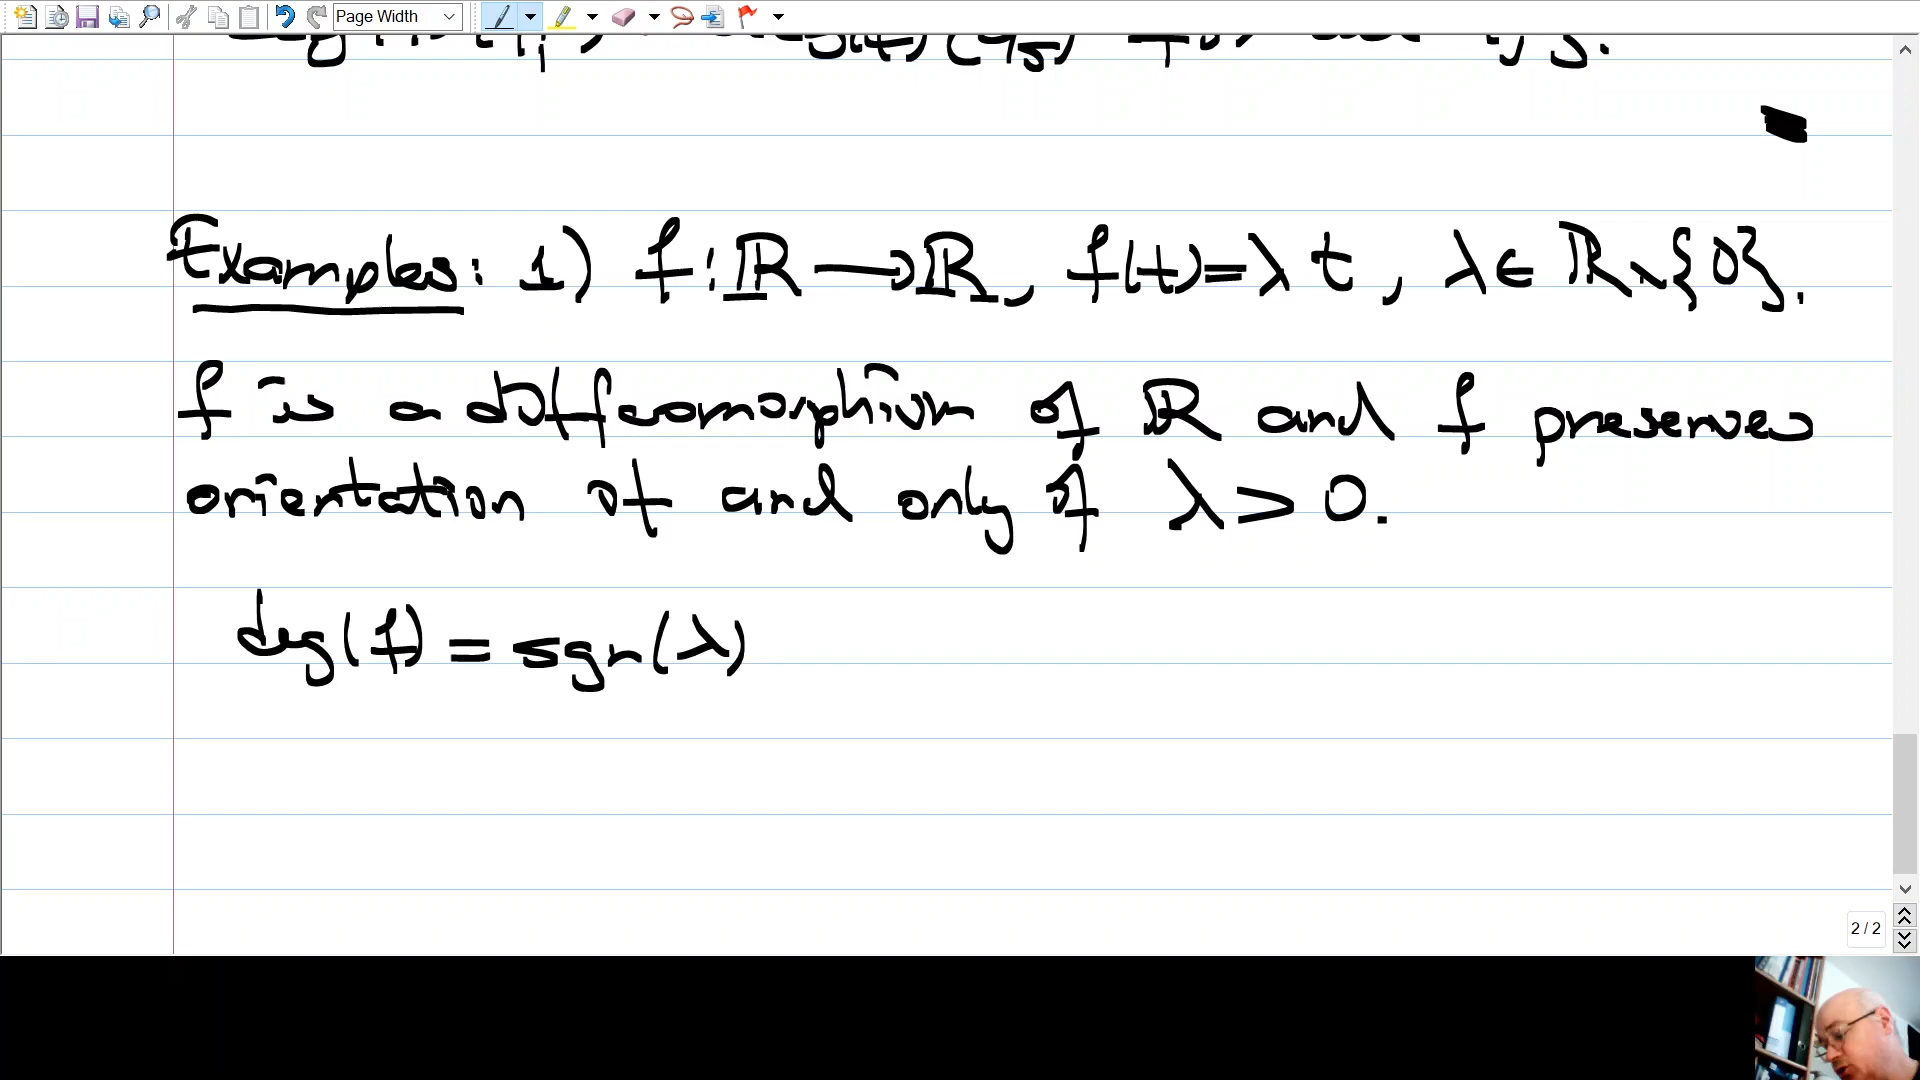 Page Width
Examples: 1) f: ℝ → ℝ, f(t)=λ t, λ∈ ℝ∖{0}.
f is a diffeomorphism of ℝ and f preserves
orientation if and only if λ > 0.
deg(f) = sgn(λ)
2 / 2